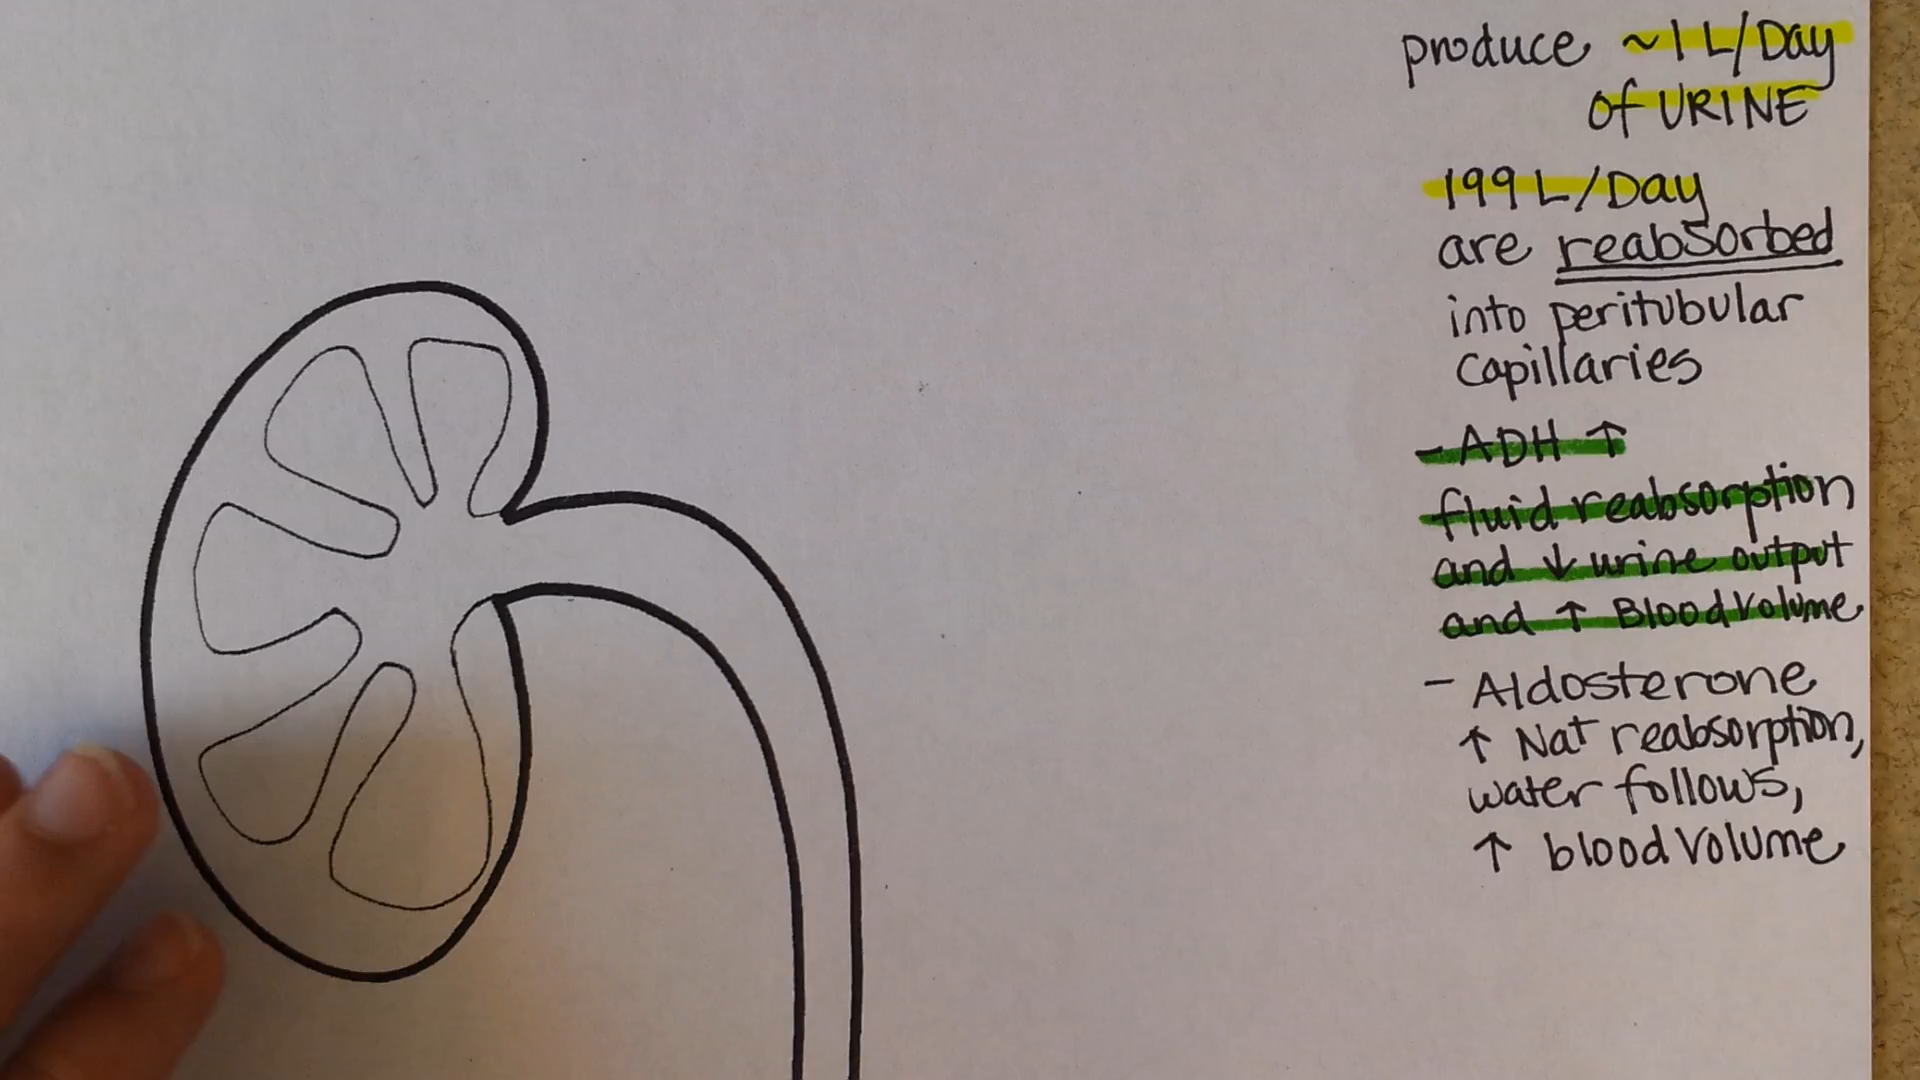 produce ~1 L/Day
of URINE
199 L/Day
are reabsorbed
into peritubular
capillaries
- ADH ↑
fluid reabsorption
and ↓ urine output
and ↑ Blood Volume
- Aldosterone
↑ Na+ reabsorption,
water follows,
↑ blood Volume